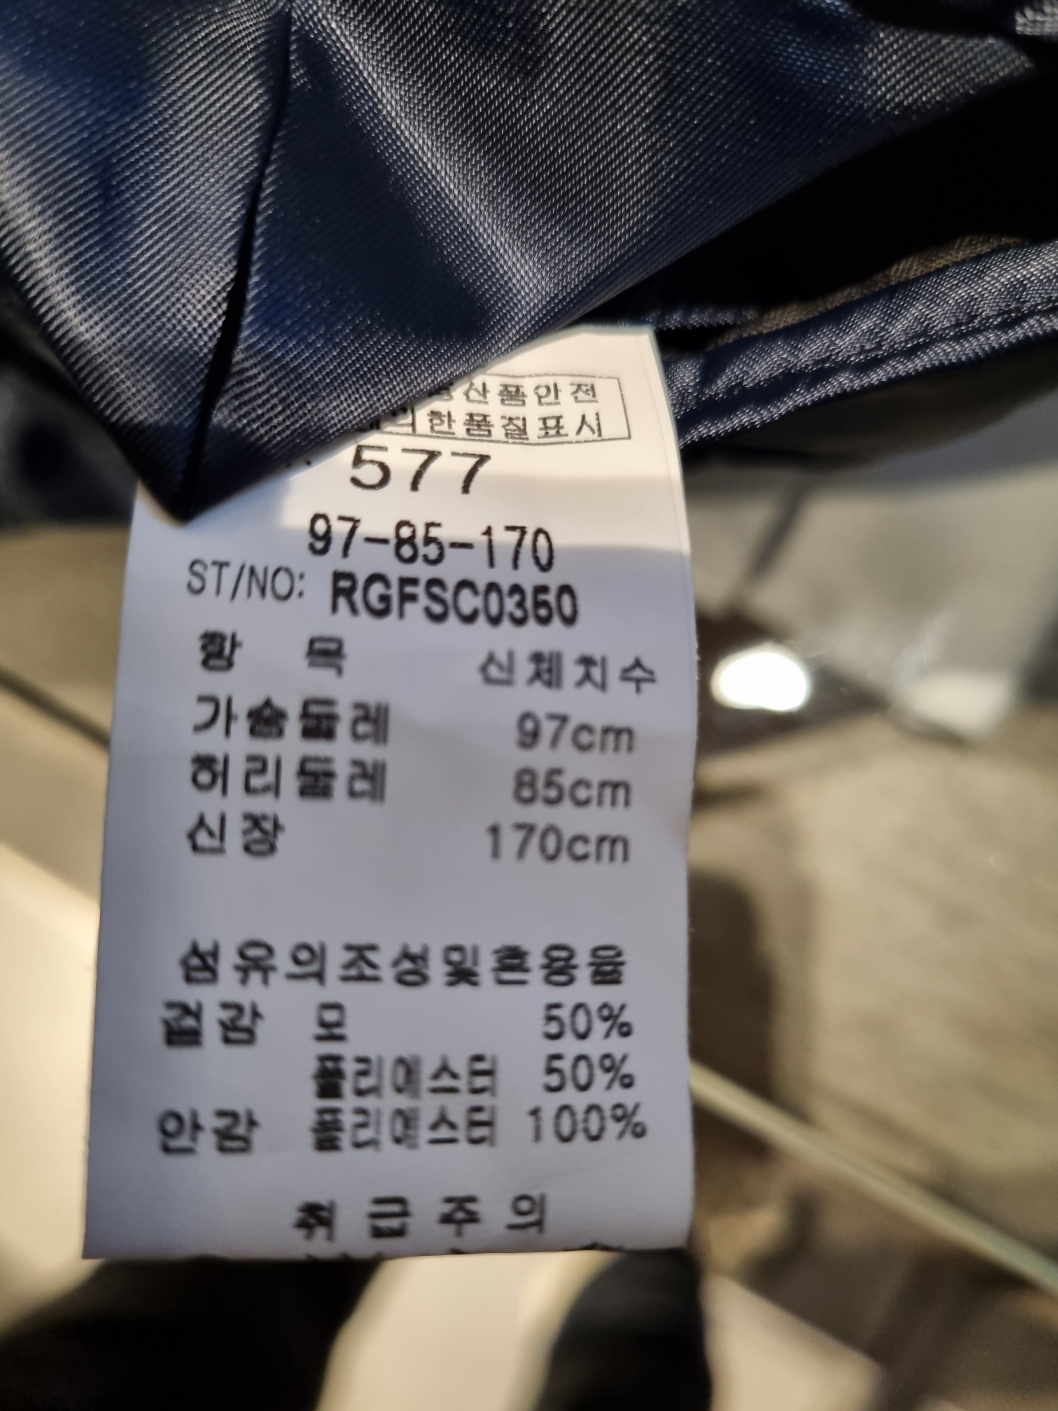 산품안전
의한품질표시
577
97-85-170
ST/NO: RGFSC0350
항 목 신체치수
가슴둘레 97cm
허리둘레 85cm
신장 170cm
섬유의조성및혼용율
겉감 모 50%
폴리에스터 50%
안감 폴리에스터 100%
취급주의